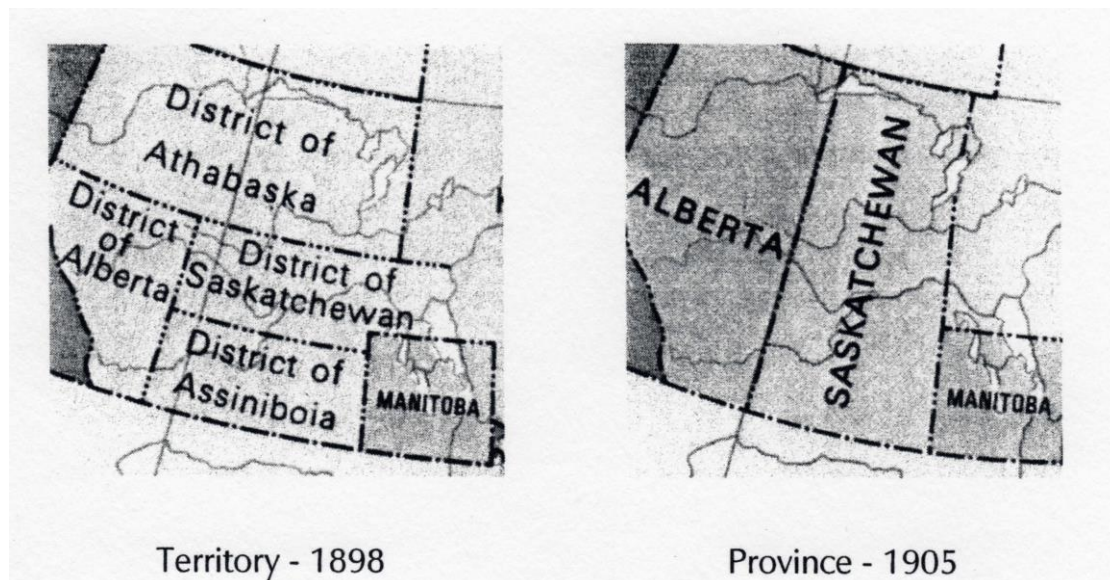 District of
Athabaska
District
of
Alberta
District of
Saskatchewan
District of
Assiniboia
MANITOBA
Territory - 1898
ALBERTA
SASKATCHEWAN
MANITOBA
Province - 1905